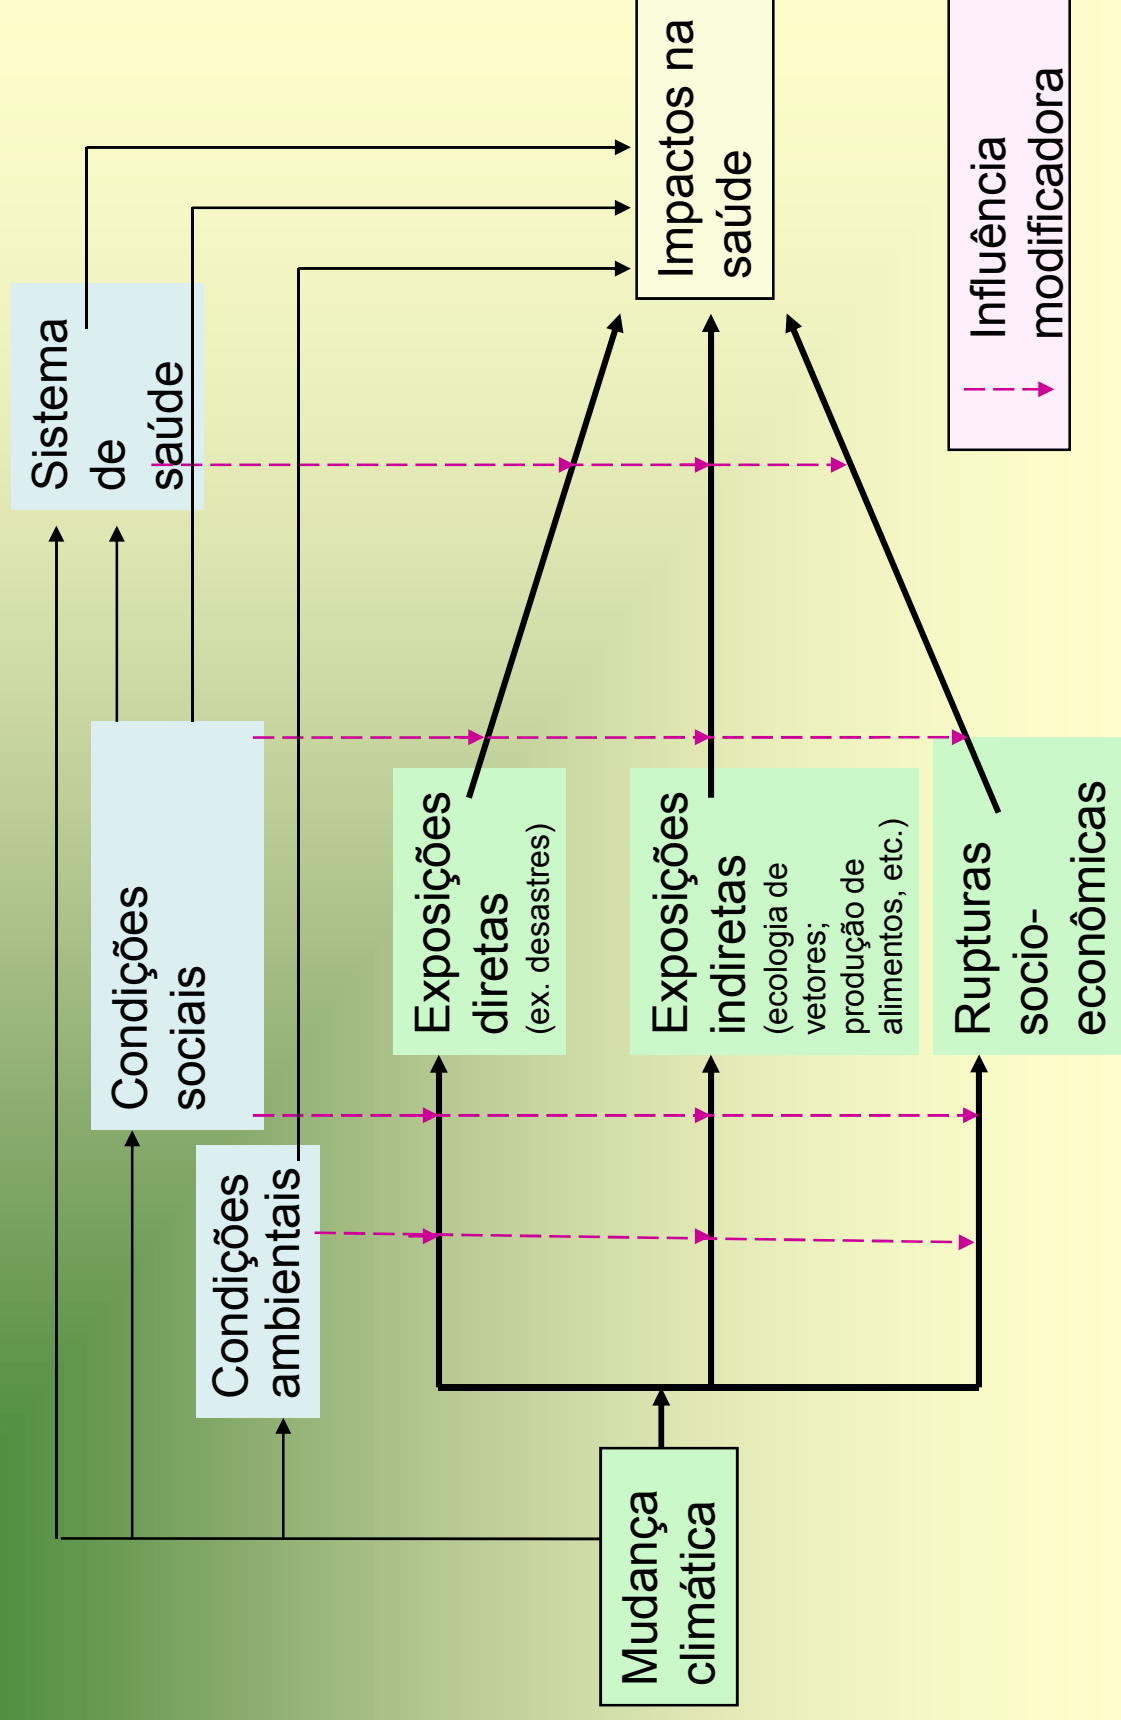 Sistema
de
saúde
Condições
sociais
Condições
ambientais
Mudança
climática
Exposições
diretas
(ex. desastres)
Exposições
indiretas
(ecologia de
vetores;
produção de
alimentos, etc.)
Rupturas
socio-
econômicas
Impactos na
saúde
Influência
modificadora